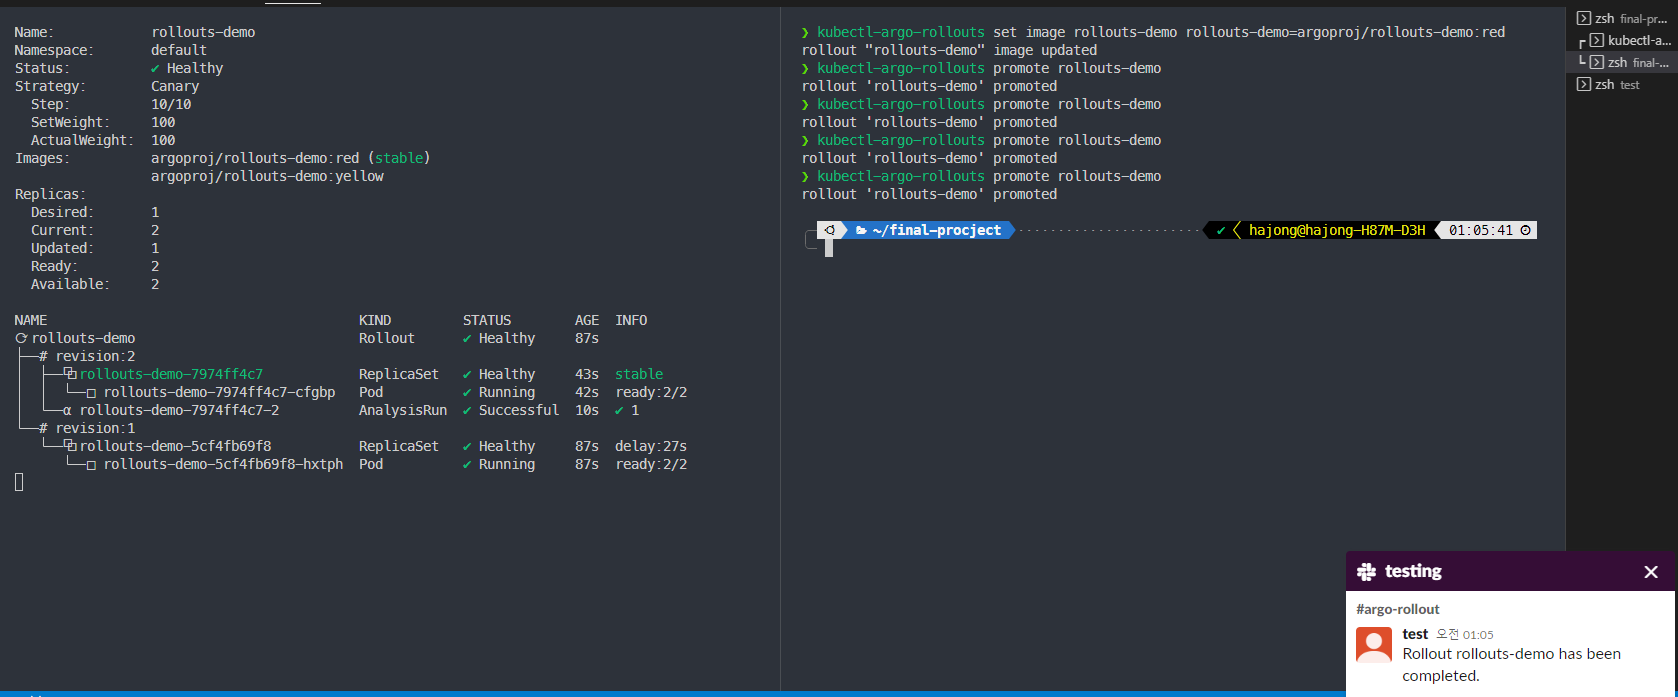 Name: rollouts-demo
Namespace: default
Status: ✔ Healthy
Strategy: Canary
Step: 10/10
SetWeight: 100
ActualWeight: 100
Images: argoproj/rollouts-demo:red (stable)
argoproj/rollouts-demo:yellow
Replicas:
Desired: 1
Current: 2
Updated: 1
Ready: 2
Available: 2
NAME KIND STATUS AGE INFO
⟳ rollouts-demo Rollout ✔ Healthy 87s
├──# revision:2
│ ├──⧉ rollouts-demo-7974ff4c7 ReplicaSet ✔ Healthy 43s stable
│ │ └──□ rollouts-demo-7974ff4c7-cfgbp Pod ✔ Running 42s ready:2/2
│ └──α rollouts-demo-7974ff4c7-2 AnalysisRun ✔ Successful 10s ✔ 1
└──# revision:1
└──⧉ rollouts-demo-5cf4fb69f8 ReplicaSet ✔ Healthy 87s delay:27s
└──□ rollouts-demo-5cf4fb69f8-hxtph Pod ✔ Running 87s ready:2/2
❯ kubectl-argo-rollouts set image rollouts-demo rollouts-demo=argoproj/rollouts-demo:red
rollout "rollouts-demo" image updated
❯ kubectl-argo-rollouts promote rollouts-demo
rollout 'rollouts-demo' promoted
❯ kubectl-argo-rollouts promote rollouts-demo
rollout 'rollouts-demo' promoted
❯ kubectl-argo-rollouts promote rollouts-demo
rollout 'rollouts-demo' promoted
❯ kubectl-argo-rollouts promote rollouts-demo
rollout 'rollouts-demo' promoted
~/final-procject ✔ hajong@hajong-H87M-D3H 01:05:41
zsh final-pr...
kubectl-a...
zsh final-...
zsh test
testing
#argo-rollout
test 오전 01:05
Rollout rollouts-demo has been
completed.